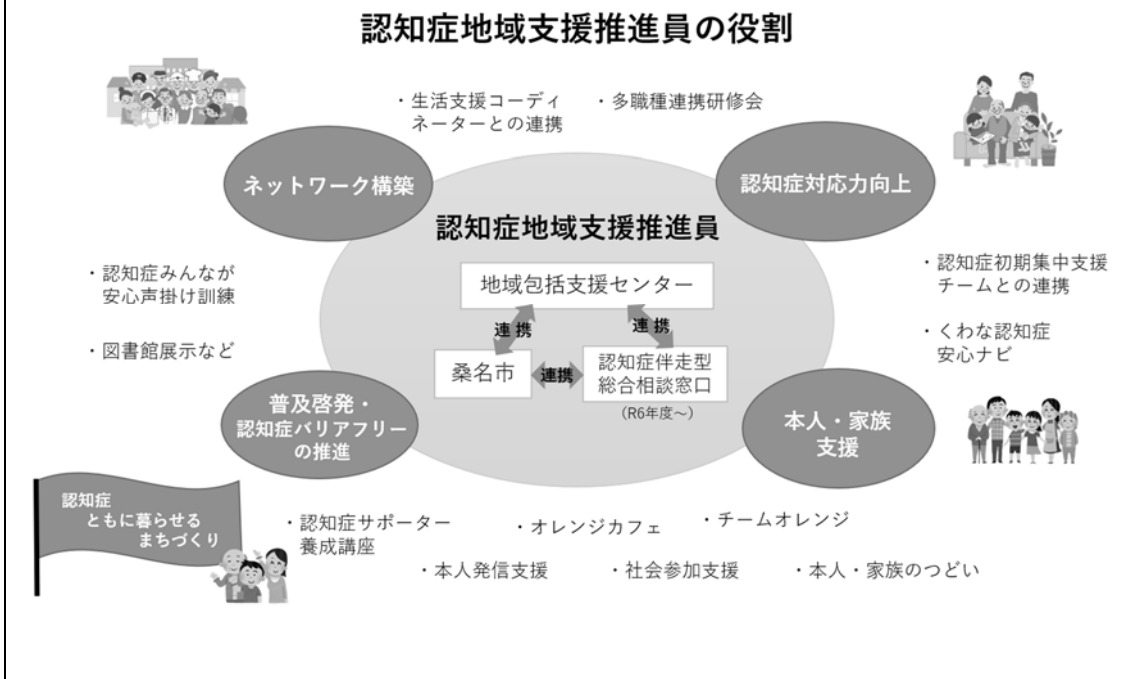 認知症地域支援推進員の役割
・生活支援コーディ
ネーターとの連携
・多職種連携研修会
ネットワーク構築
認知症対応力向上
認知症地域支援推進員
地域包括支援センター
・認知症みんなが
安心声掛け訓練
・図書館展示など
・認知症初期集中支援
チームとの連携
・くわな認知症
安心ナビ
連携
連携
桑名市
連携
認知症伴走型
総合相談窓口
（R6年度～）
普及啓発・
認知症バリアフリー
の推進
本人・家族
支援
認知症
ともに暮らせる
まちづくり
・認知症サポーター
養成講座
・オレンジカフェ
・チームオレンジ
・本人発信支援
・社会参加支援
・本人・家族のつどい